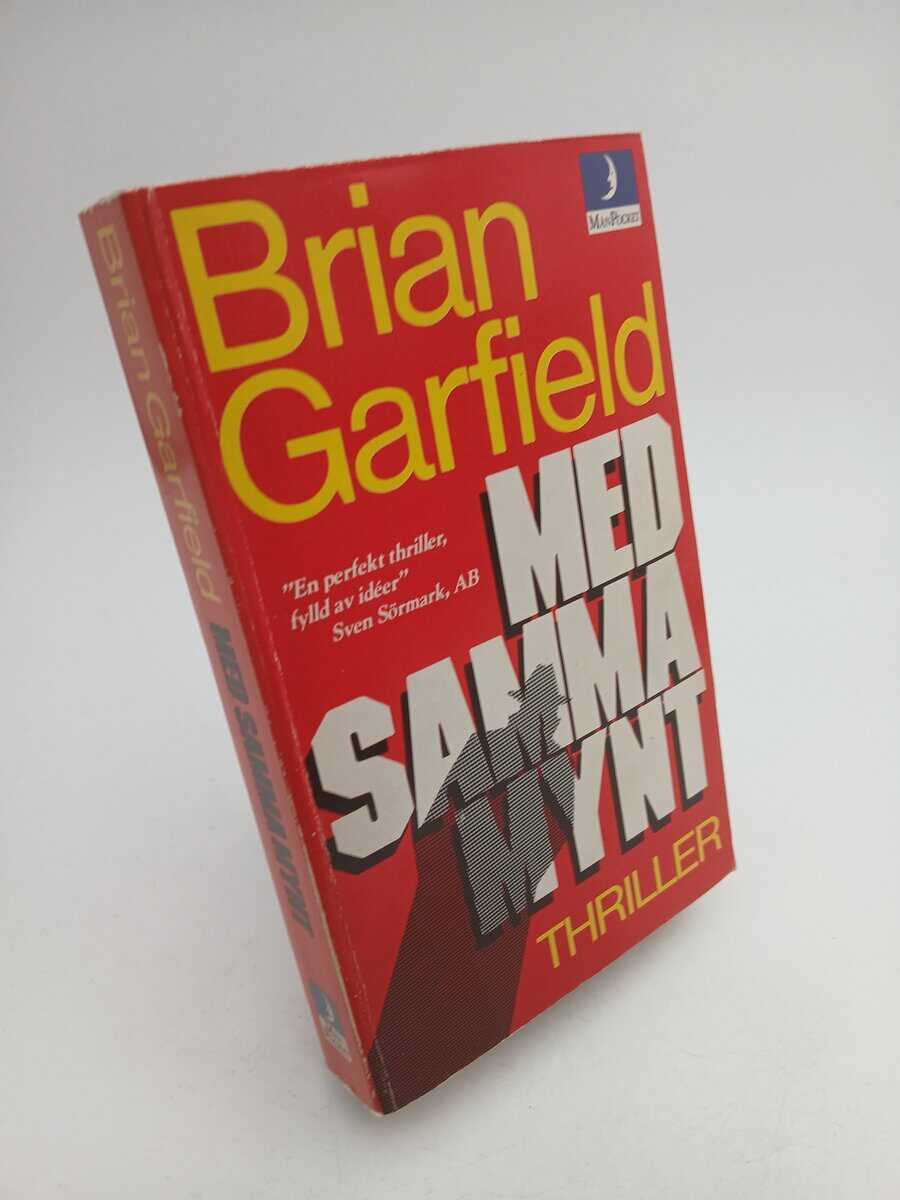 Brian
Garfield
MÅNPOCKET
"En perfekt thriller,
fylld av idéer"
Sven Sörmark, AB
MED
SAMMA
MYNT
THRILLER
Brian Garfield MED SAMMA MYNT